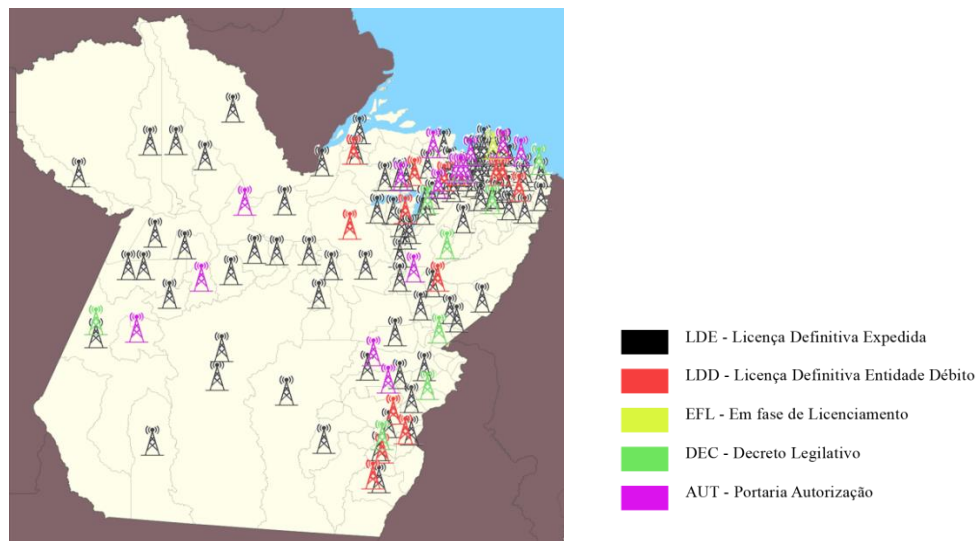 LDE - Licença Definitiva Expedida
LDD - Licença Definitiva Entidade Débito
EFL - Em fase de Licenciamento
DEC - Decreto Legilativo
AUT - Portaria Autorização